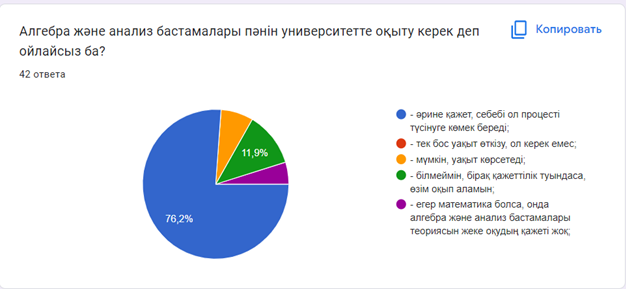 Алгебра және анализ бастамалары пәнін университетте оқыту керек деп
ойлайсыз ба?
Копировать
42 ответа
11,9%
76,2%
- әрине қажет, себебі ол процесті
түсінуге көмек береді;
- тек бос уақыт өткізу, ол керек емес;
- мүмкін, уақыт көрсетеді;
- білмеймін, бірақ қажеттілік туындаса,
өзім оқып аламын;
- егер математика болса, онда
алгебра және анализ бастамалары
теориясын жеке оқудың қажеті жоқ;